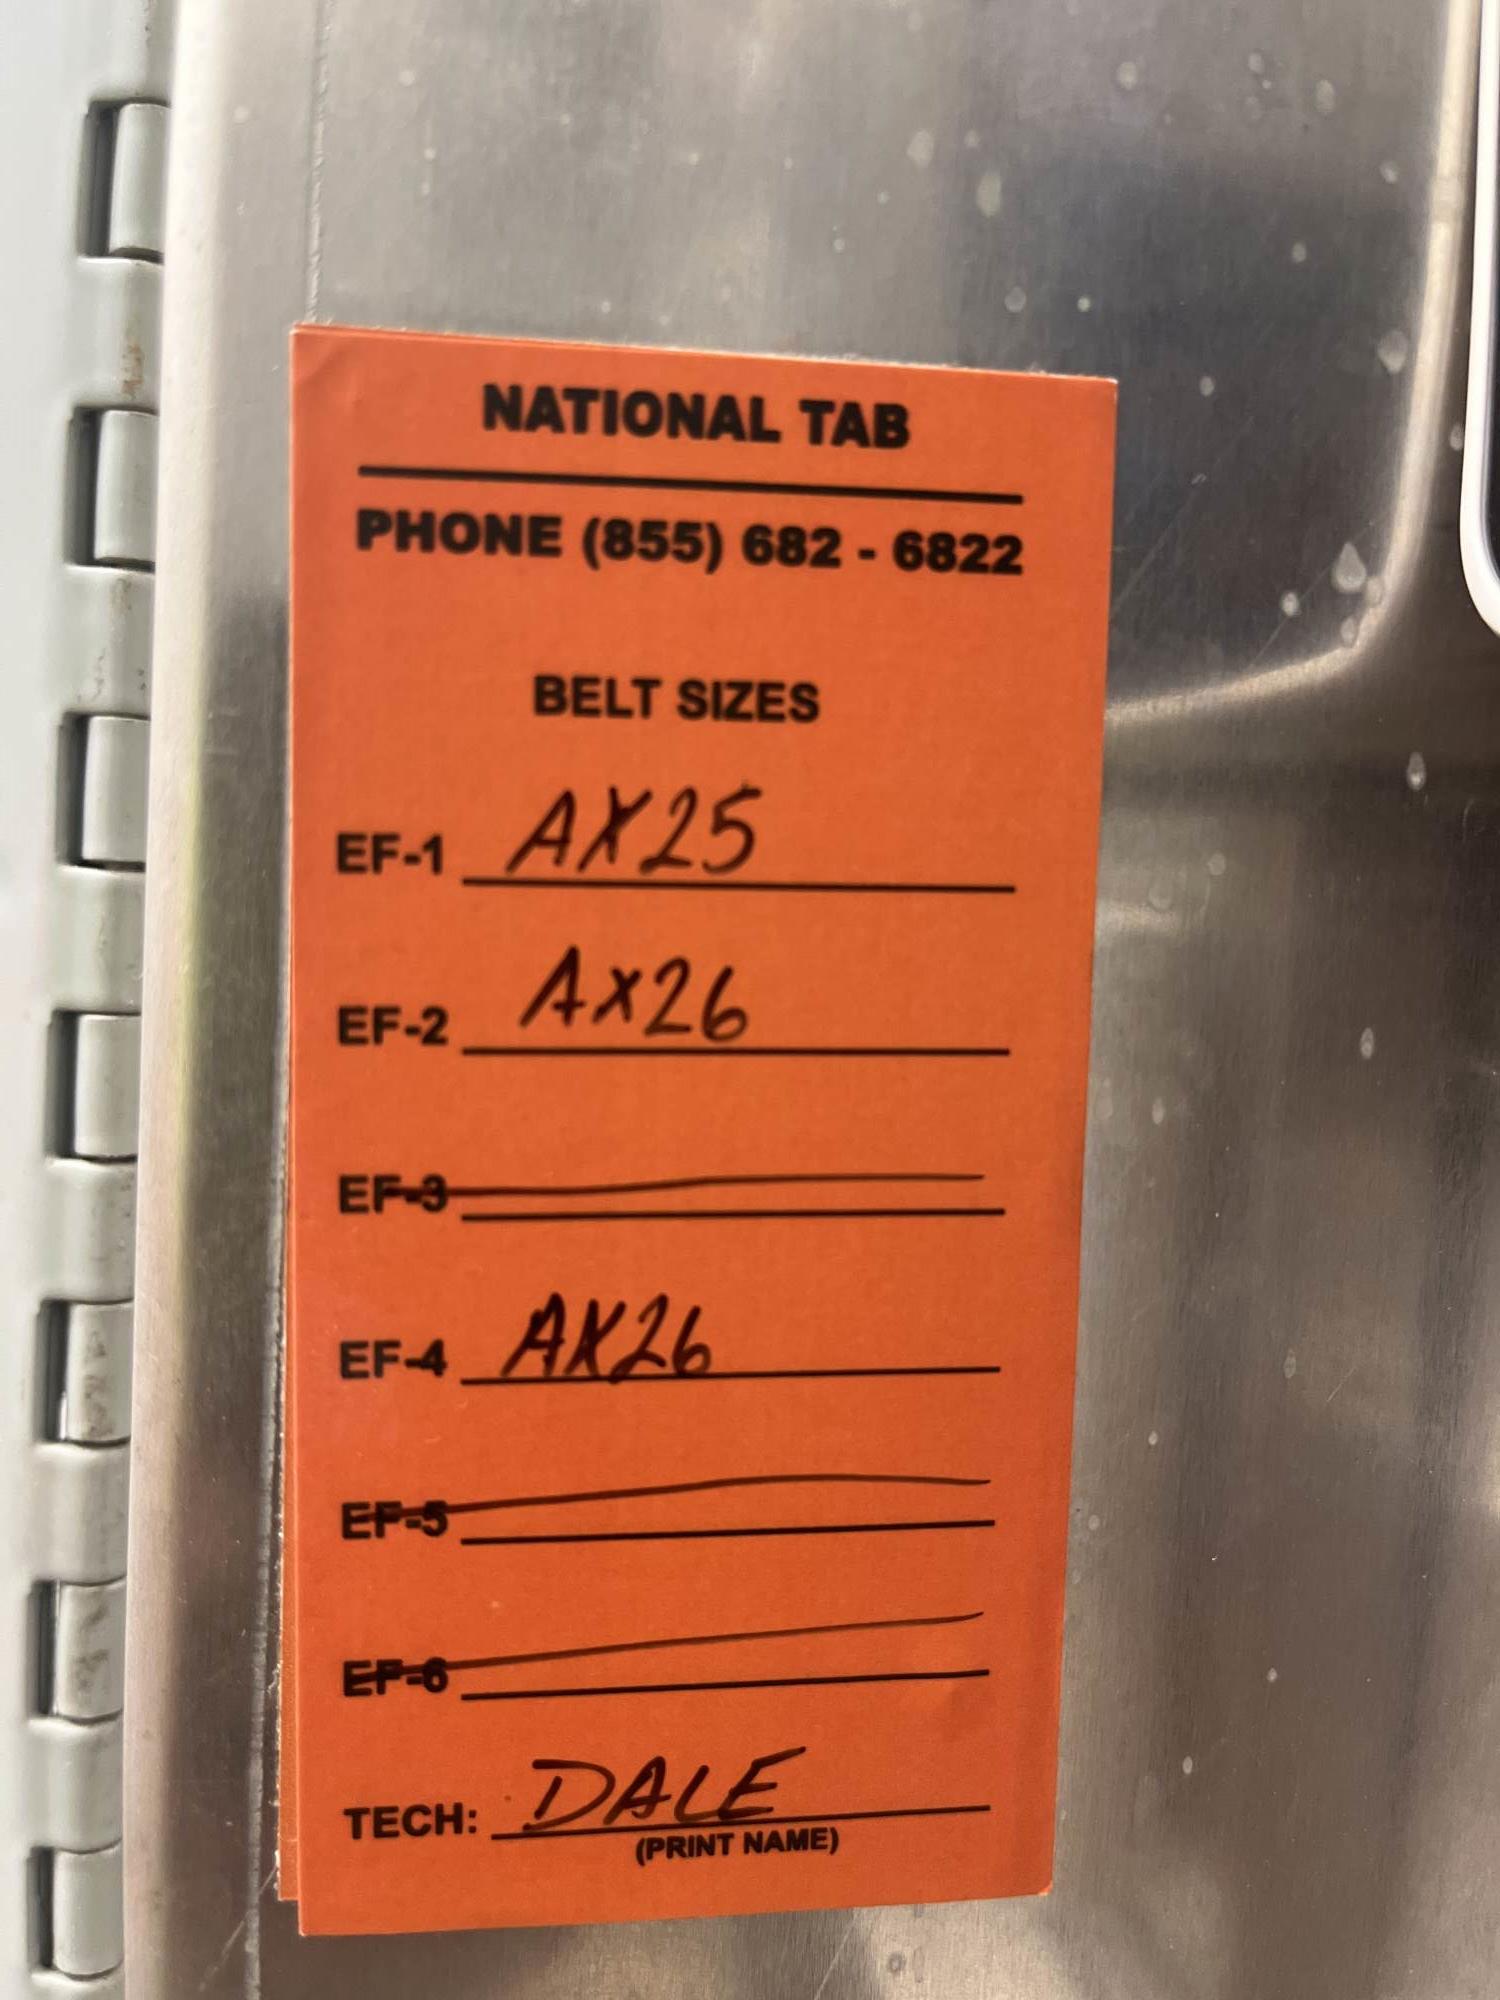 NATIONAL TAB
PHONE (855) 682 - 6822
BELT SIZES
EF-1 AX25
EF-2 AX26
EF-3
EF-4 AX26
EF-5
EF-6
TECH: DALE
(PRINT NAME)